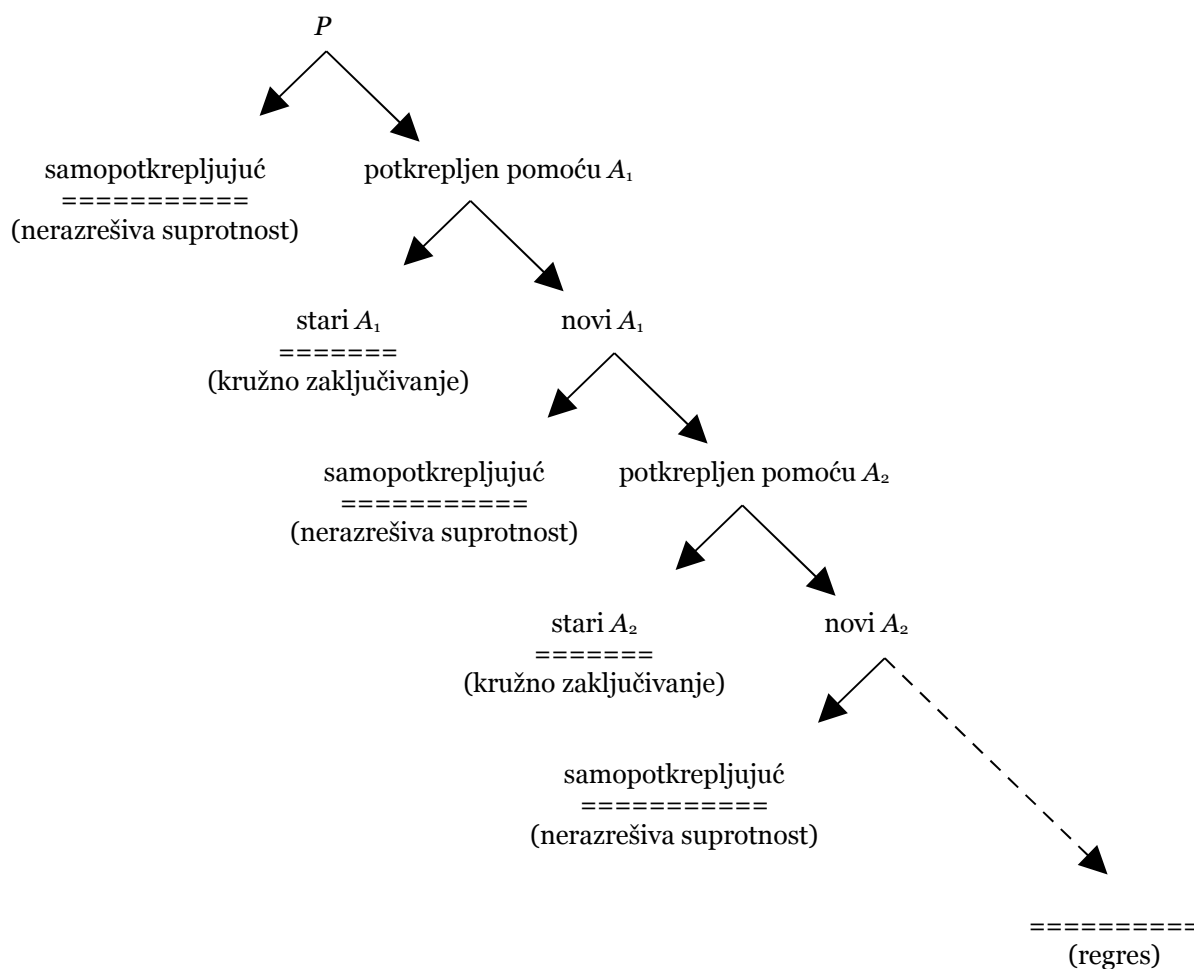 P
samopotkrepljujuć potkrepljen pomoću A₁
===========
(nerazrešiva suprotnost)
stari A₁ novi A₁
=======
(kružno zaključivanje)
samopotkrepljujuć potkrepljen pomoću A₂
===========
(nerazrešiva suprotnost)
stari A₂ novi A₂
=======
(kružno zaključivanje)
samopotkrepljujuć
===========
(nerazrešiva suprotnost)
==========
(regres)